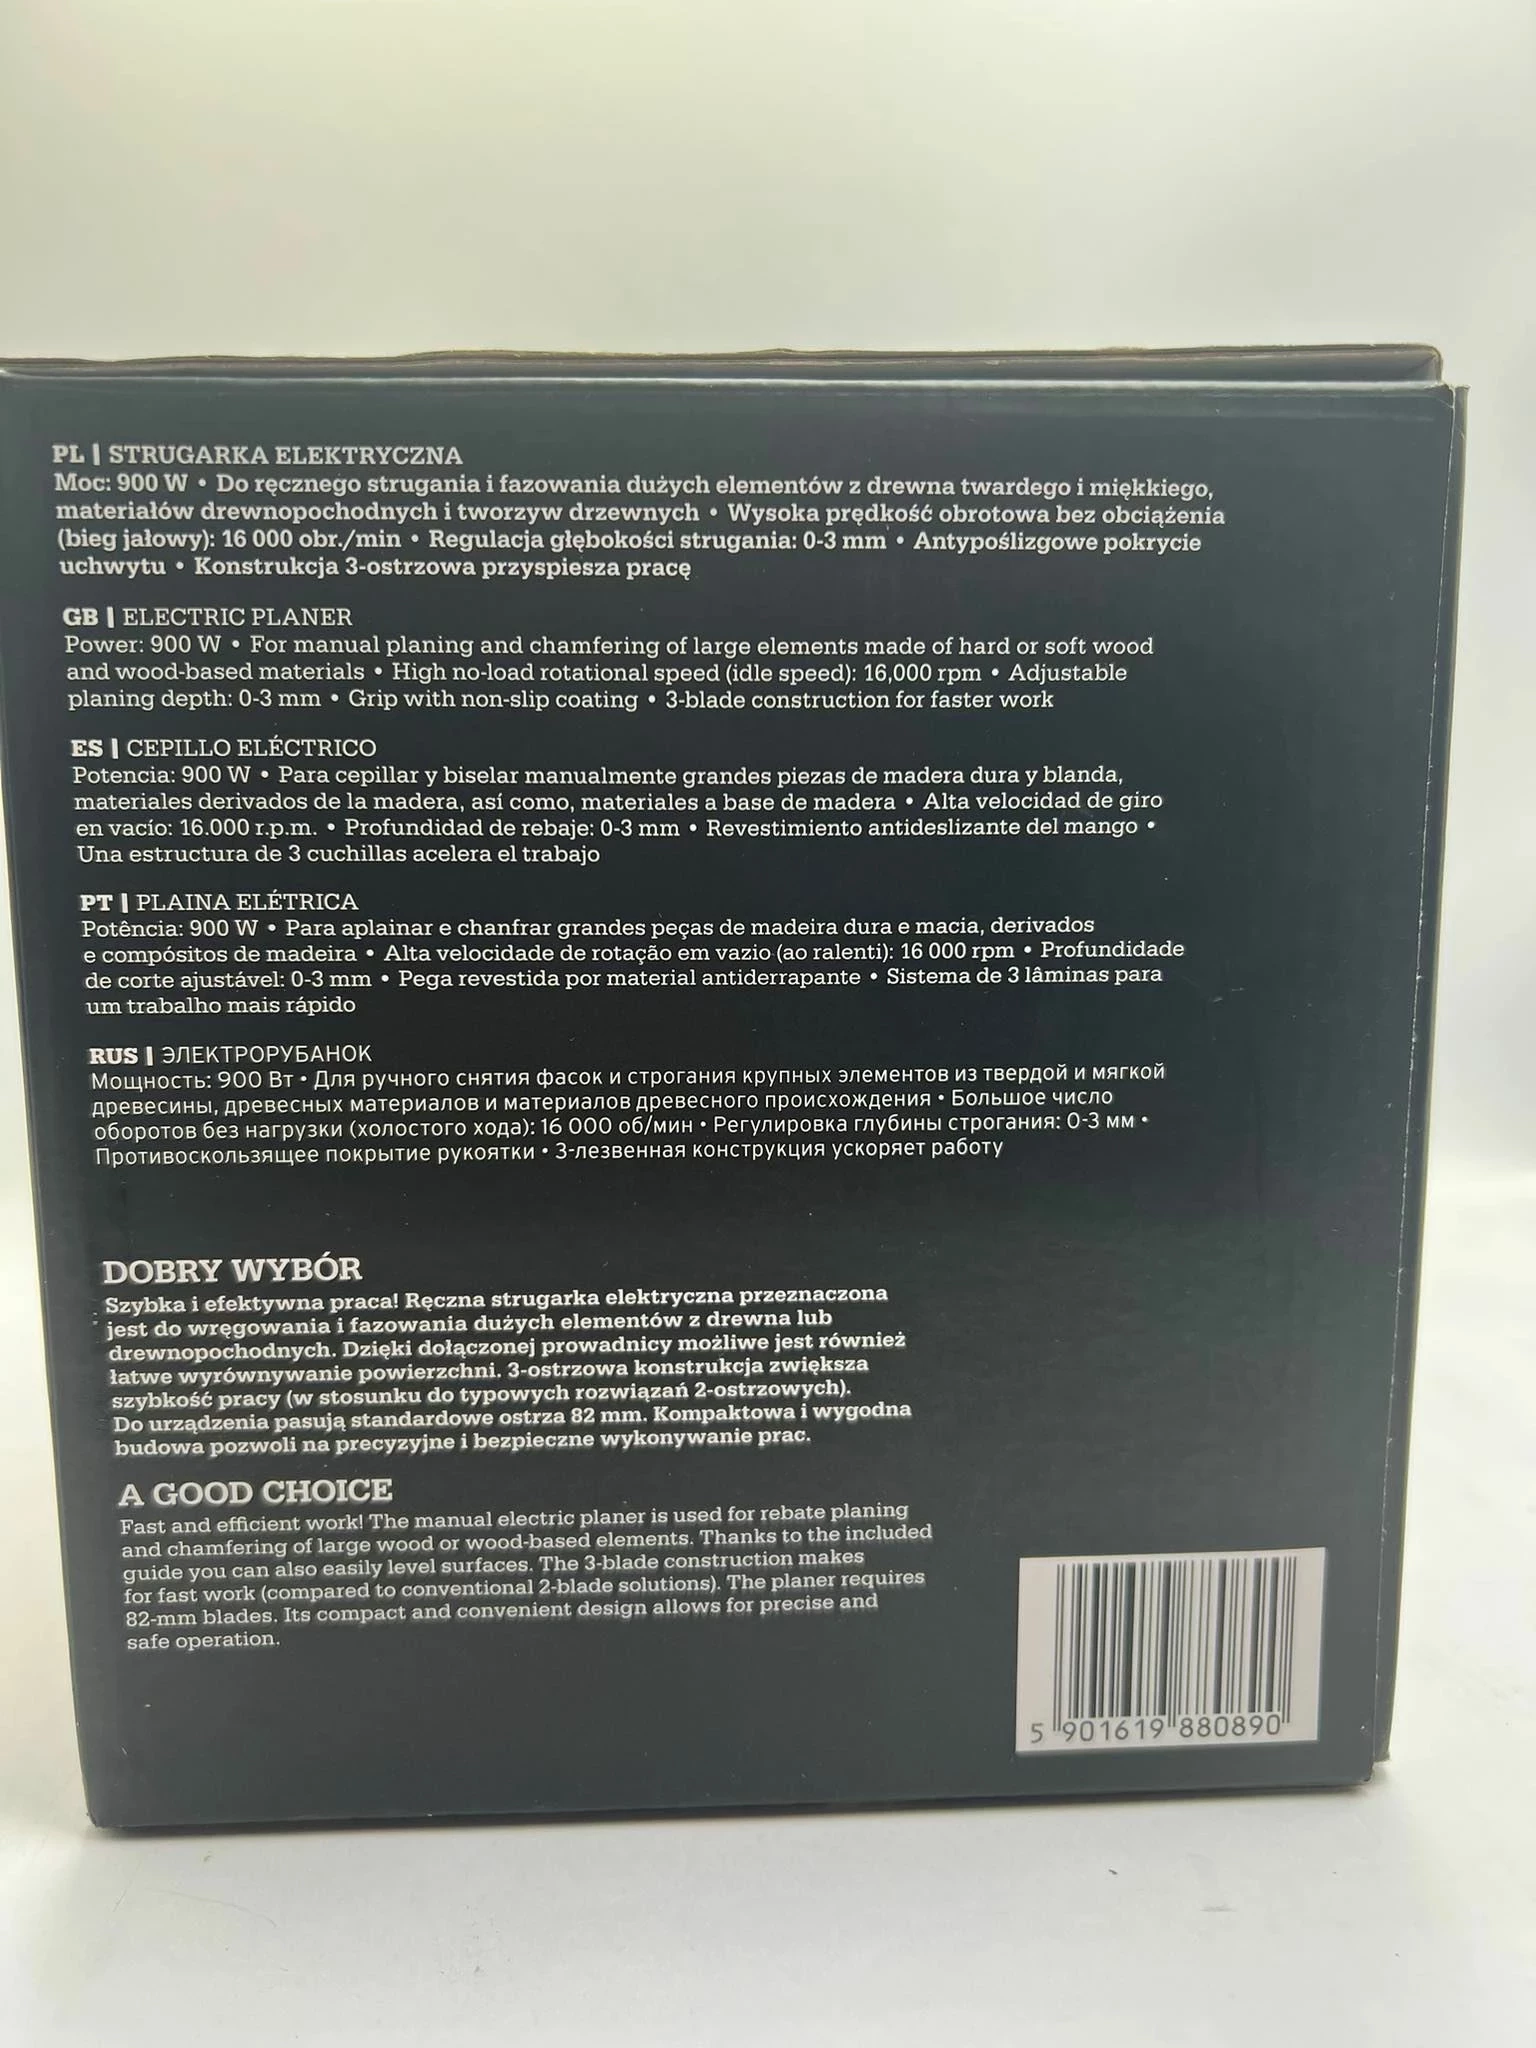 PL | STRUGARKA ELEKTRYCZNA
Moc: 900 W • Do ręcznego strugania i fazowania dużych elementów z drewna twardego i miękkiego,
materiałów drewnopochodnych i tworzyw drzewnych • Wysoka prędkość obrotowa bez obciążenia
(bieg jałowy): 16 000 obr./min • Regulacja głębokości strugania: 0-3 mm • Antypoślizgowe pokrycie
uchwytu • Konstrukcja 3-ostrzowa przyspiesza pracę
GB | ELECTRIC PLANER
Power: 900 W • For manual planing and chamfering of large elements made of hard or soft wood
and wood-based materials • High no-load rotational speed (idle speed): 16,000 rpm • Adjustable
planing depth: 0-3 mm • Grip with non-slip coating • 3-blade construction for faster work
ES | CEPILLO ELÉCTRICO
Potencia: 900 W • Para cepillar y biselar manualmente grandes piezas de madera dura y blanda,
materiales derivados de la madera, así como, materiales a base de madera • Alta velocidad de giro
en vacío: 16.000 r.p.m. • Profundidad de rebaje: 0-3 mm • Revestimiento antideslizante del mango •
Una estructura de 3 cuchillas acelera el trabajo
PT | PLAINA ELÉTRICA
Potência: 900 W • Para aplainar e chanfrar grandes peças de madeira dura e macia, derivados
e compósitos de madeira • Alta velocidade de rotação em vazio (ao ralenti): 16 000 rpm • Profundidade
de corte ajustável: 0-3 mm • Pega revestida por material antiderrapante • Sistema de 3 lâminas para
um trabalho mais rápido
RUS | ЭЛЕКТРОРУБАНОК
Мощность: 900 Вт • Для ручного снятия фасок и строгания крупных элементов из твердой и мягкой
древесины, древесных материалов и материалов древесного происхождения • Большое число
оборотов без нагрузки (холостого хода): 16 000 об/мин • Регулировка глубины строгания: 0-3 мм •
Противоскользящее покрытие рукоятки • 3-лезвенная конструкция ускоряет работу
DOBRY WYBÓR
Szybka i efektywna praca! Ręczna strugarka elektryczna przeznaczona
jest do wręgowania i fazowania dużych elementów z drewna lub
drewnopochodnych. Dzięki dołączonej prowadnicy możliwe jest również
łatwe wyrównywanie powierzchni. 3-ostrzowa konstrukcja zwiększa
szybkość pracy (w stosunku do typowych rozwiązań 2-ostrzowych).
Do urządzenia pasują standardowe ostrza 82 mm. Kompaktowa i wygodna
budowa pozwoli na precyzyjne i bezpieczne wykonywanie prac.
A GOOD CHOICE
Fast and efficient work! The manual electric planer is used for rebate planing
and chamfering of large wood or wood-based elements. Thanks to the included
guide you can also easily level surfaces. The 3-blade construction makes
for fast work (compared to conventional 2-blade solutions). The planer requires
82-mm blades. Its compact and convenient design allows for precise and
safe operation.
5 901619 880890